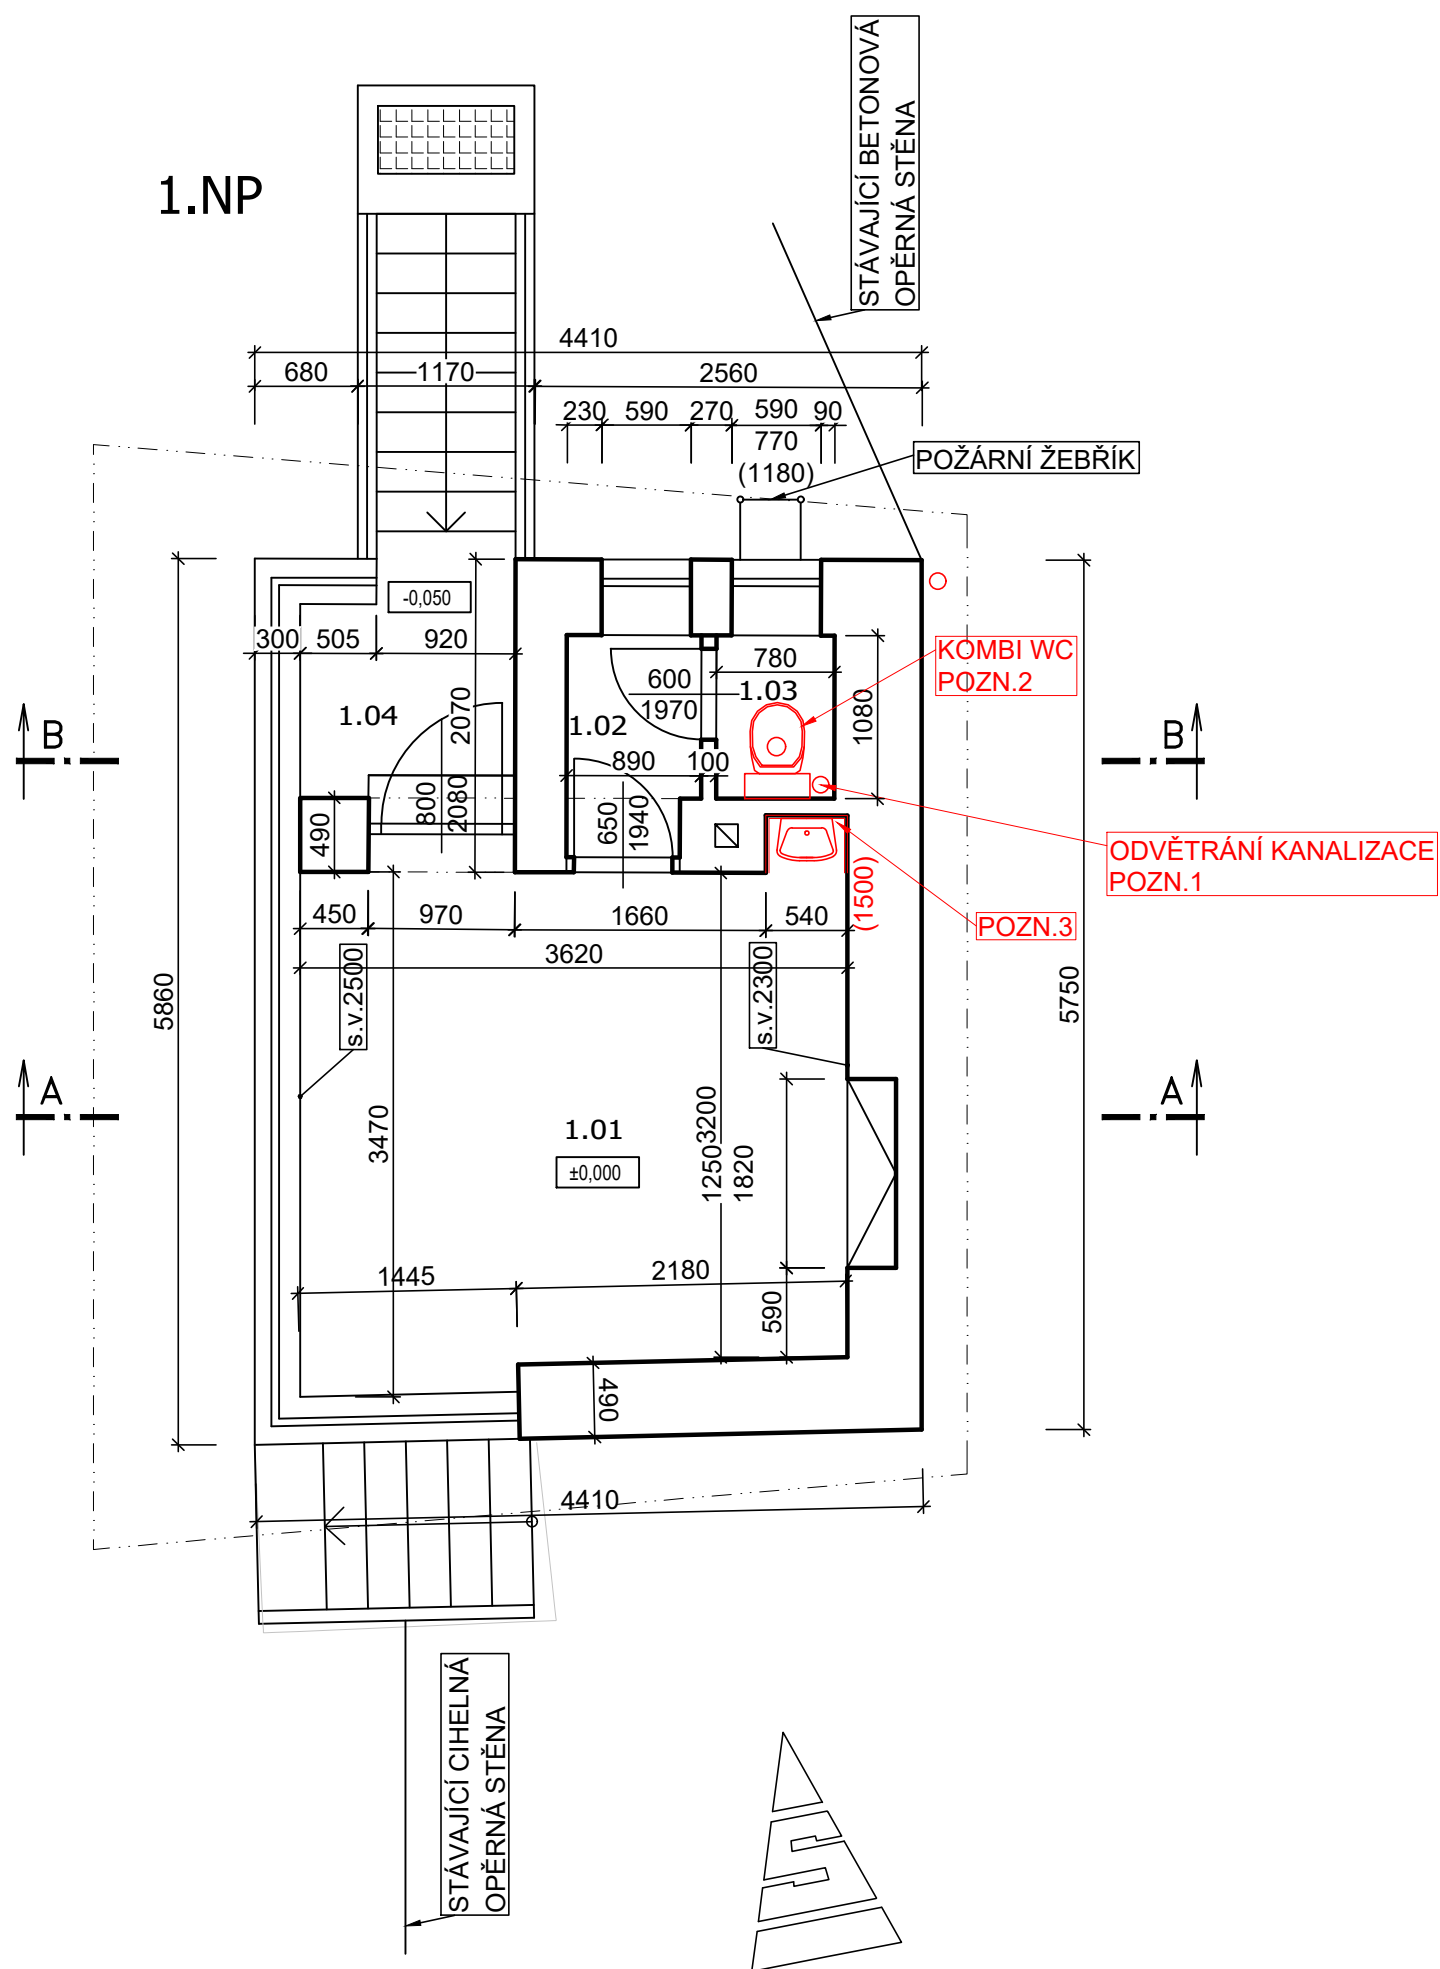 STÁVAJÍCÍ BETONOVÁ
OPĚRNÁ STĚNA
1.NP
4410
680
1170
2560
230
590
270
590
90
770
(1180)
POŽÁRNÍ ŽEBŘÍK
-0,050
300
505
920
780
600
1970
1.03
KOMBI WC
POZN.2
1.04
2070
1.02
1080
B
B
890
100
800
2080
650
1940
490
ODVĚTRÁNÍ KANALIZACE
POZN.1
(1500)
POZN.3
450
970
1660
540
3620
s.v.2500
s.v.2300
5860
5750
A
A
3470
1.01
±0,000
3200
1250
1820
1445
2180
590
490
4410
STÁVAJÍCÍ CIHELNÁ
OPĚRNÁ STĚNA
S